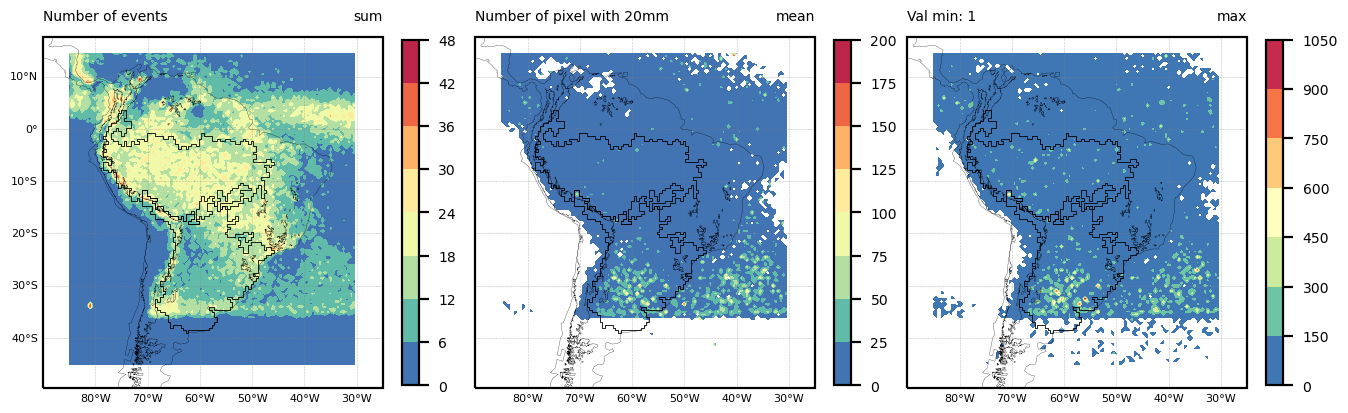 Number of events sum
Number of pixel with 20mm mean
Val min: 1 max
10°N
0°
10°S
20°S
30°S
40°S
80°W 70°W 60°W 50°W 40°W 30°W
48
42
36
30
24
18
12
6
0
80°W 70°W 60°W 50°W 40°W 30°W
200
175
150
125
100
75
50
25
0
80°W 70°W 60°W 50°W 40°W 30°W
1050
900
750
600
450
300
150
0